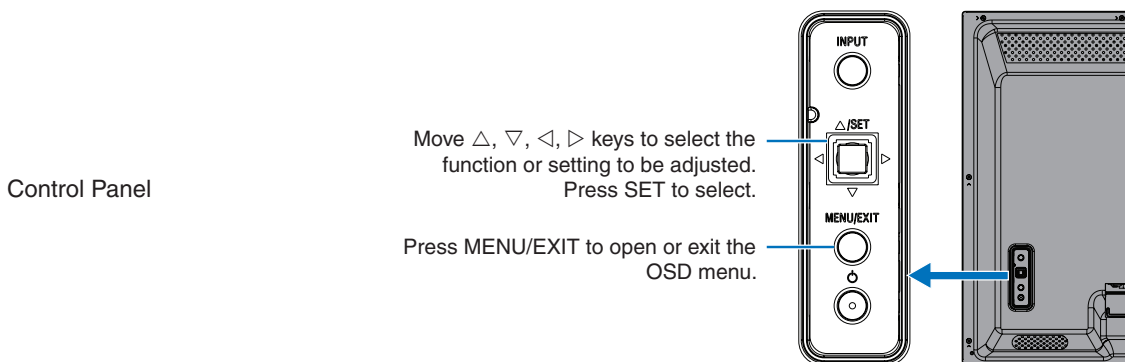 INPUT
△/SET
Move △, ▽, ◁, ▷ keys to select the
function or setting to be adjusted.
Press SET to select.
Control Panel
MENU/EXIT
Press MENU/EXIT to open or exit the
OSD menu.